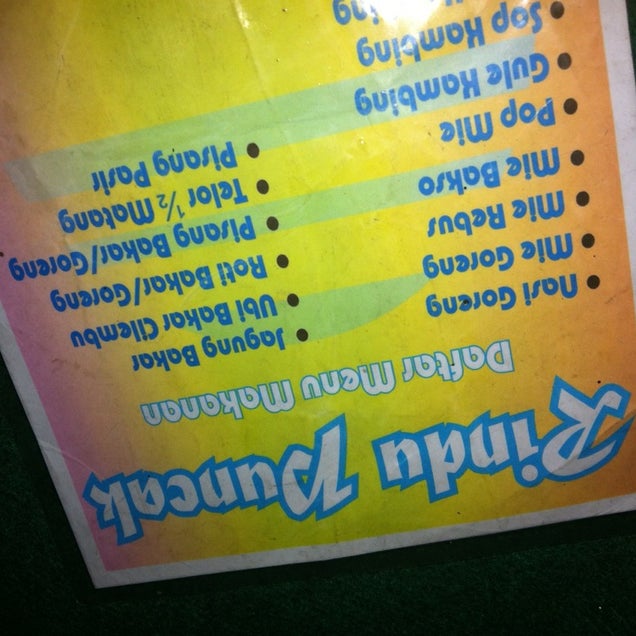 Rindu Puncak
Daftar Menu Makanan
• Nasi Goreng
• Mie Goreng
• Mie Rebus
• Mie Bakso
• Pop Mie
• Gule Kambing
• Sop Kambing
• Jagung Bakar
• Ubi Bakar Cilembu
• Roti Bakar/Goreng
• Pisang Bakar/Goreng
• Telor ½ Matang
• Pisang Pasir